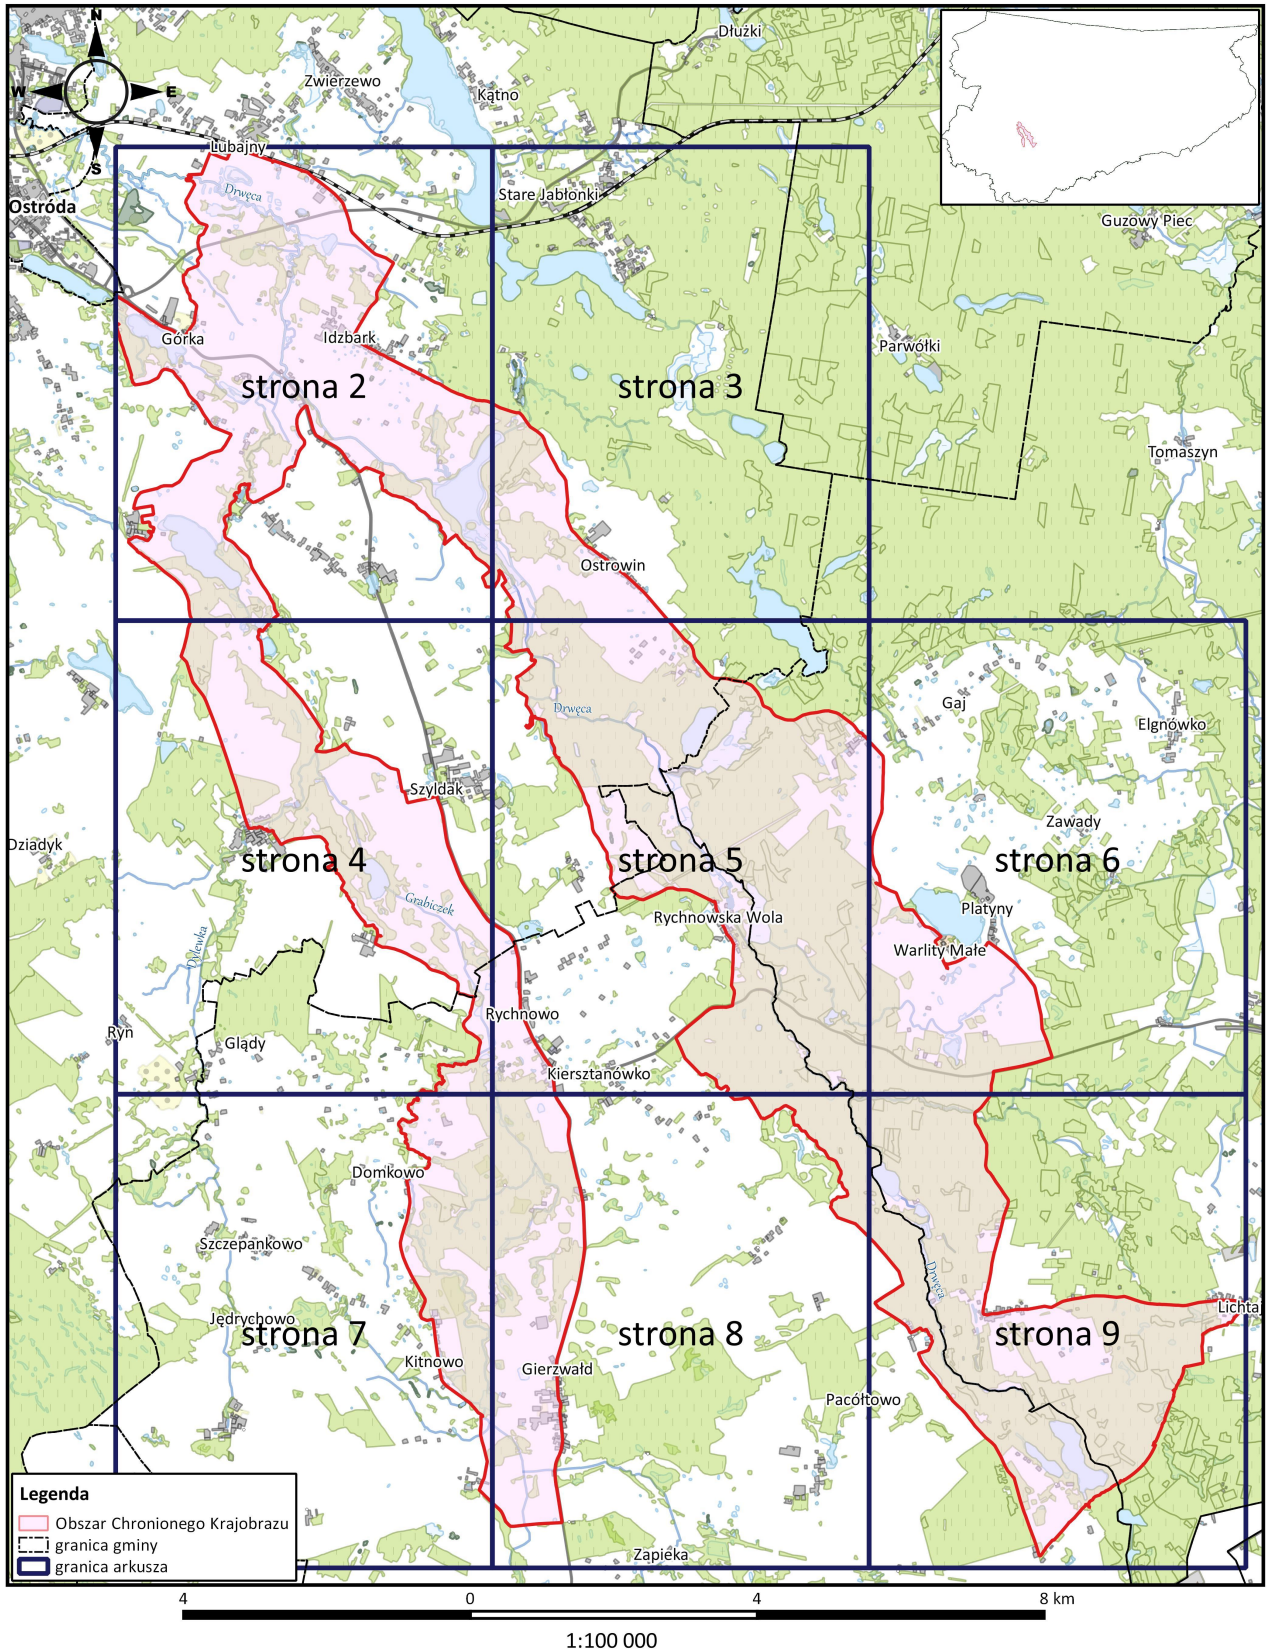 N
Dłużki
Zwierzewo
Kątno
W
E
S
Lubajny
Drwęca
Stare Jabłonki
Ostróda
Guzowy Piec
Górka
Idzbark
Parwółki
strona 2
strona 3
Tomaszyn
Ostrowin
Drwęca
Gaj
Elgnówko
Szyldak
Zawady
Dziadyk
strona 4
strona 5
strona 6
Grabiczek
Platyny
Rychnowska Wola
Dylewka
Warlity Małe
Rychnowo
Ryn
Glądy
Kiersztanówko
Domkowo
Szczepankowo
Drwęca
Lichtaj
Jędrychowo
strona 7
strona 8
strona 9
Kitnowo
Gierzwałd
Pacółtowo
Zapieka
Legenda
Obszar Chronionego Krajobrazu
granica gminy
granica arkusza
4 0 4 8 km
1:100 000